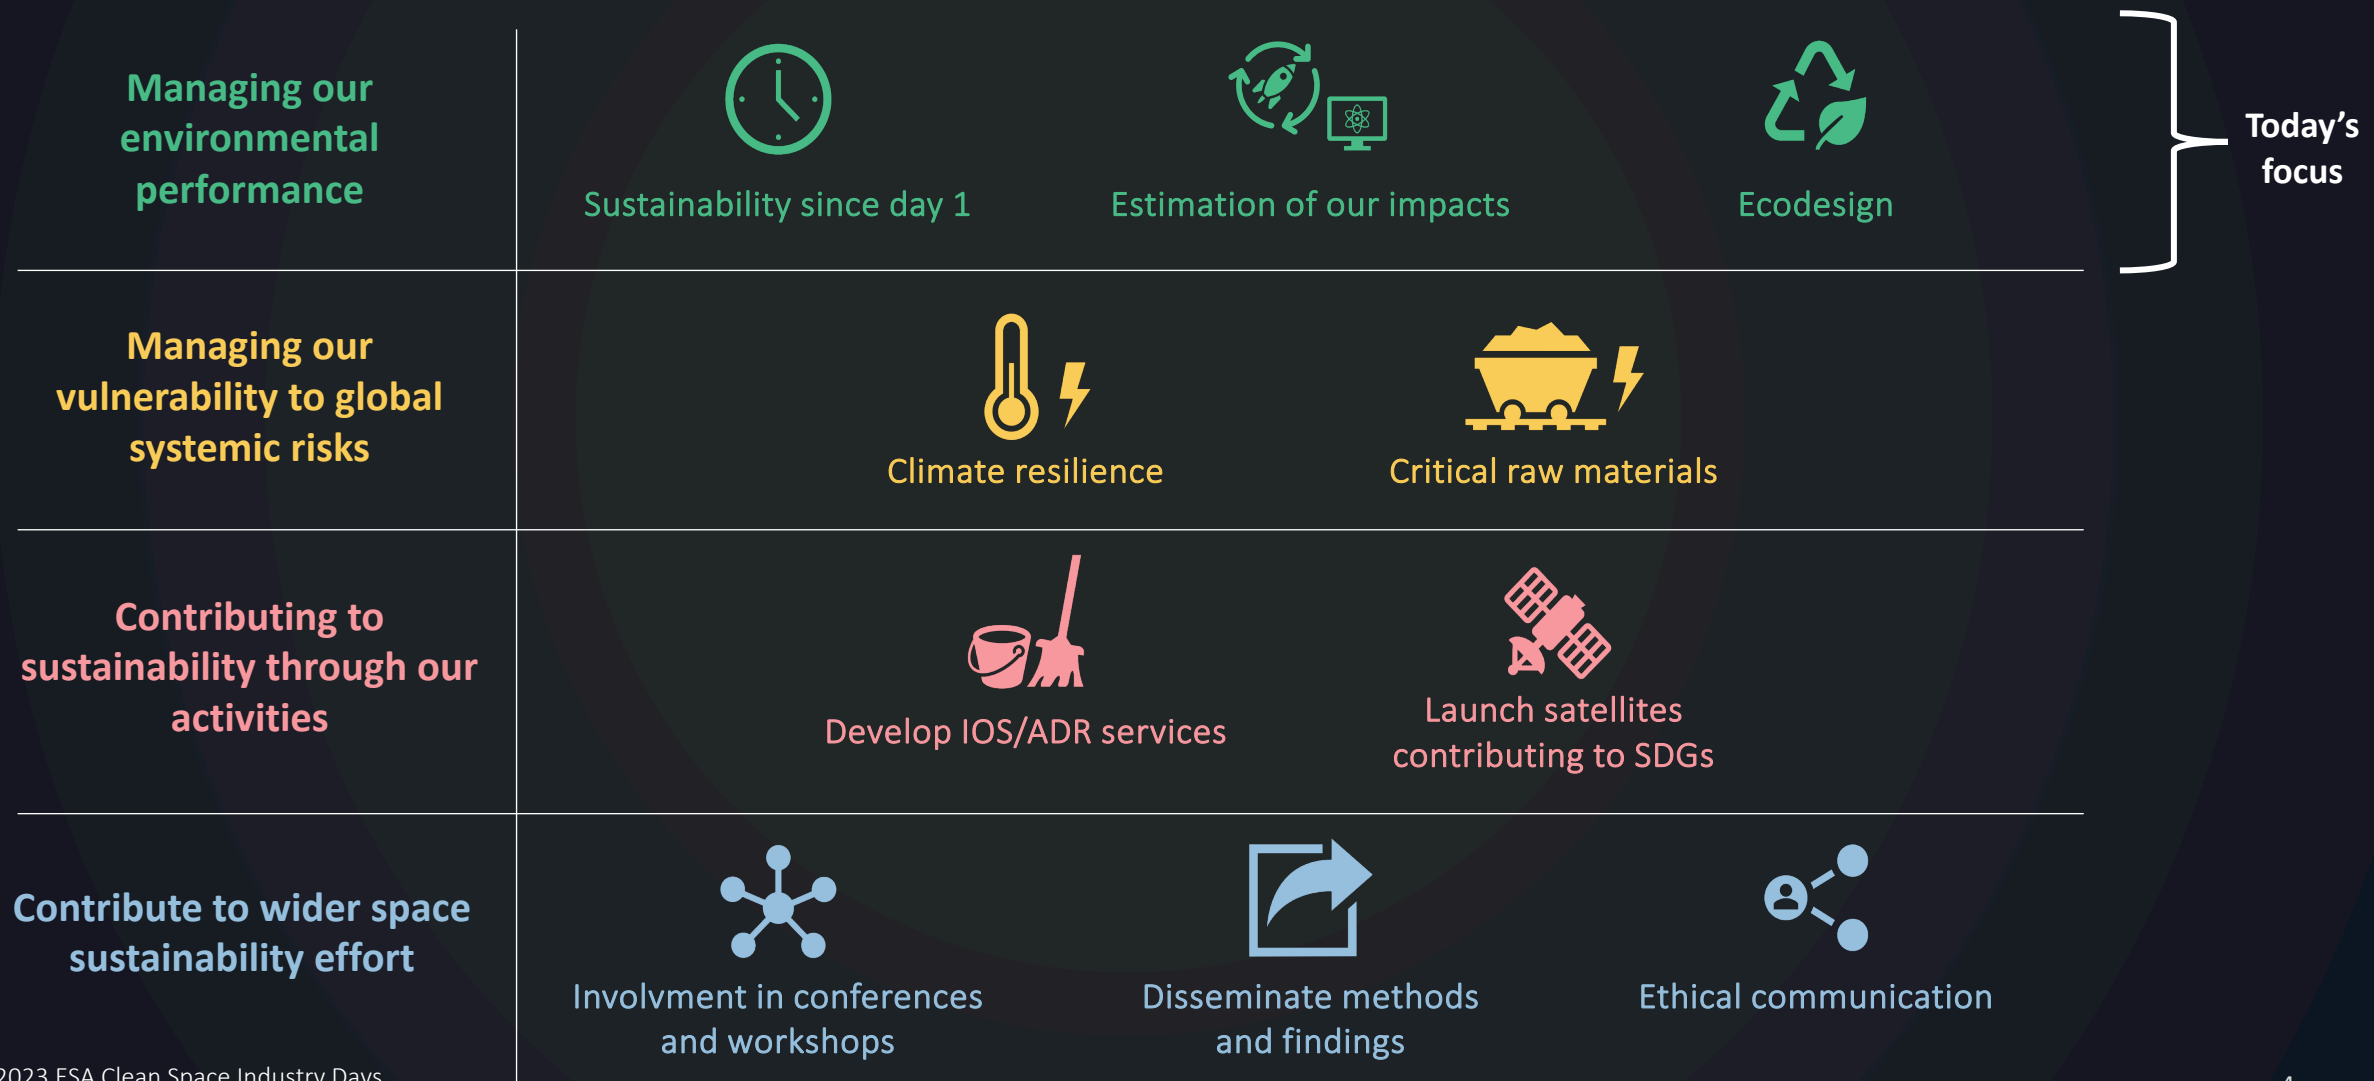 Managing our
environmental
performance
Sustainability since day 1
Estimation of our impacts
Ecodesign
Today's
focus
Managing our
vulnerability to global
systemic risks
Climate resilience
Critical raw materials
Contributing to
sustainability through our
activities
Develop IOS/ADR services
Launch satellites
contributing to SDGs
Contribute to wider space
sustainability effort
Involvment in conferences
and workshops
Disseminate methods
and findings
Ethical communication
2023 ESA Clean Space Industry Days
4